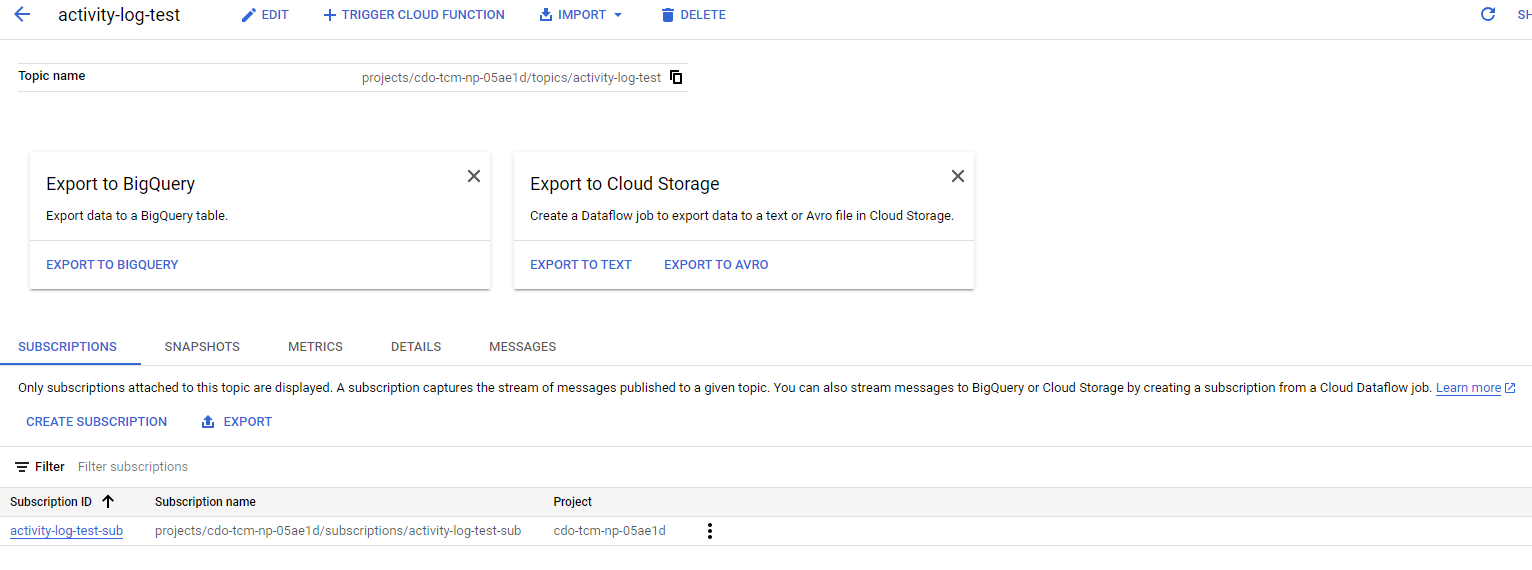 activity-log-test EDIT TRIGGER CLOUD FUNCTION IMPORT DELETE
Topic name projects/cdo-tcm-np-05ae1d/topics/activity-log-test
Export to BigQuery
Export data to a BigQuery table.
EXPORT TO BIGQUERY
Export to Cloud Storage
Create a Dataflow job to export data to a text or Avro file in Cloud Storage.
EXPORT TO TEXT EXPORT TO AVRO
SUBSCRIPTIONS SNAPSHOTS METRICS DETAILS MESSAGES
Only subscriptions attached to this topic are displayed. A subscription captures the stream of messages published to a given topic. You can also stream messages to BigQuery or Cloud Storage by creating a subscription from a Cloud Dataflow job. Learn more
CREATE SUBSCRIPTION EXPORT
Filter Filter subscriptions
Subscription ID Subscription name Project
activity-log-test-sub projects/cdo-tcm-np-05ae1d/subscriptions/activity-log-test-sub cdo-tcm-np-05ae1d